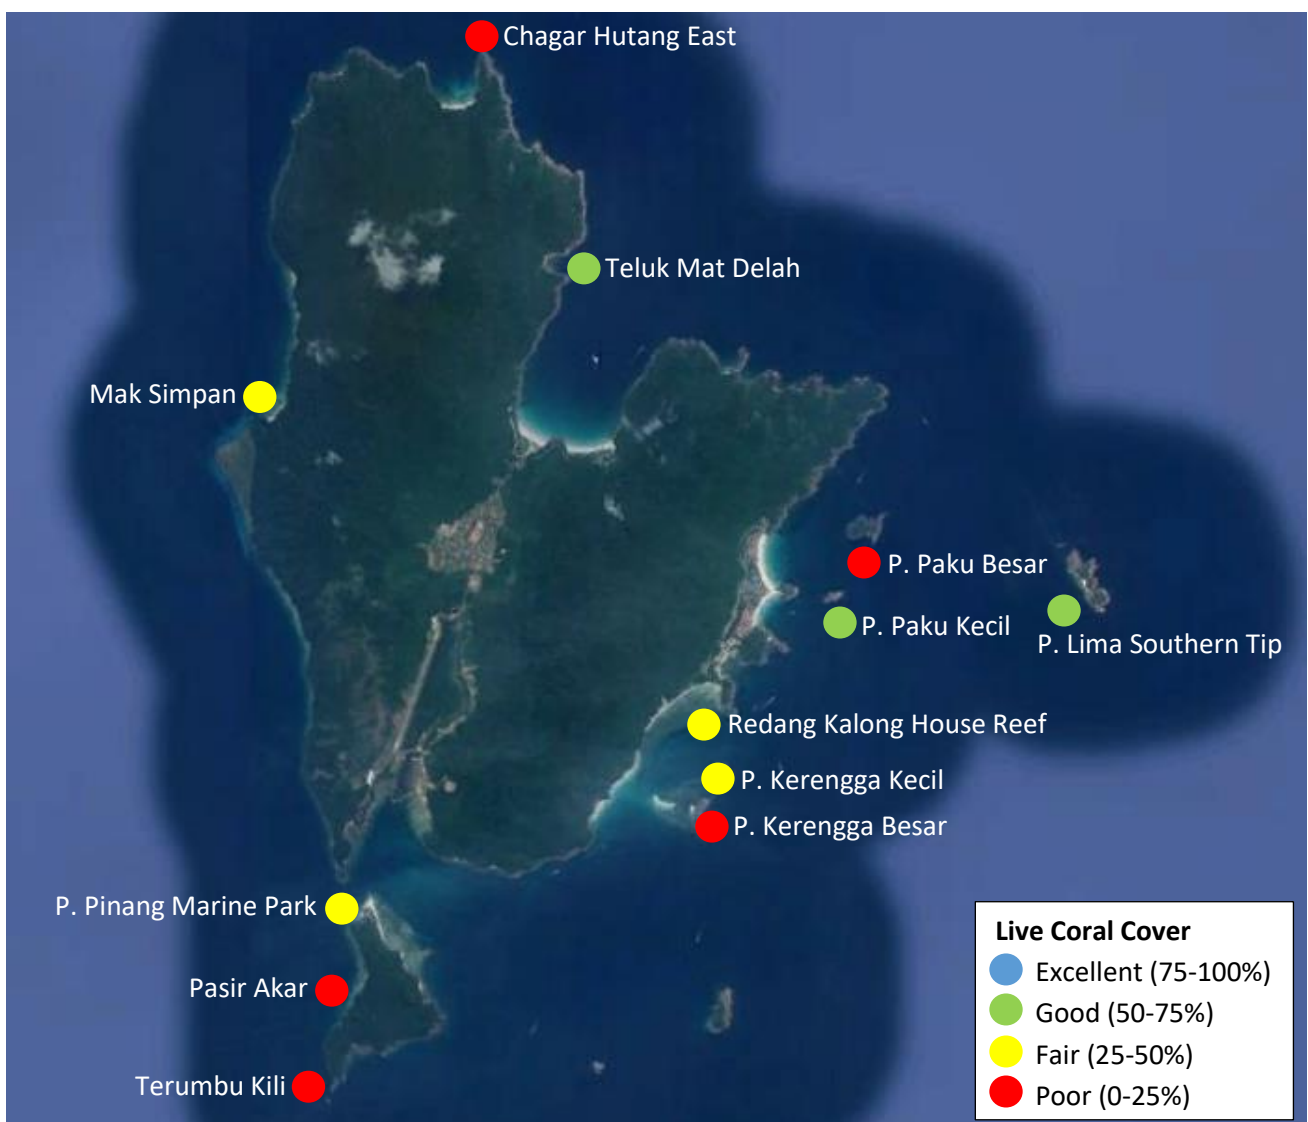 Chagar Hutang East
Teluk Mat Delah
Mak Simpan
P. Paku Besar
P. Paku Kecil
P. Lima Southern Tip
Redang Kalong House Reef
P. Kerengga Kecil
P. Kerengga Besar
P. Pinang Marine Park
Pasir Akar
Terumbu Kili
Live Coral Cover
Excellent (75-100%)
Good (50-75%)
Fair (25-50%)
Poor (0-25%)